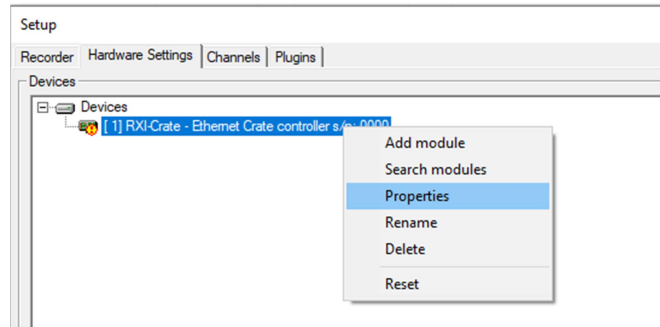 Setup
Recorder Hardware Settings Channels Plugins
Devices
Devices
[ 1] RXI-Crate - Ethernet Crate controller s/n: 0000
Add module
Search modules
Properties
Rename
Delete
Reset